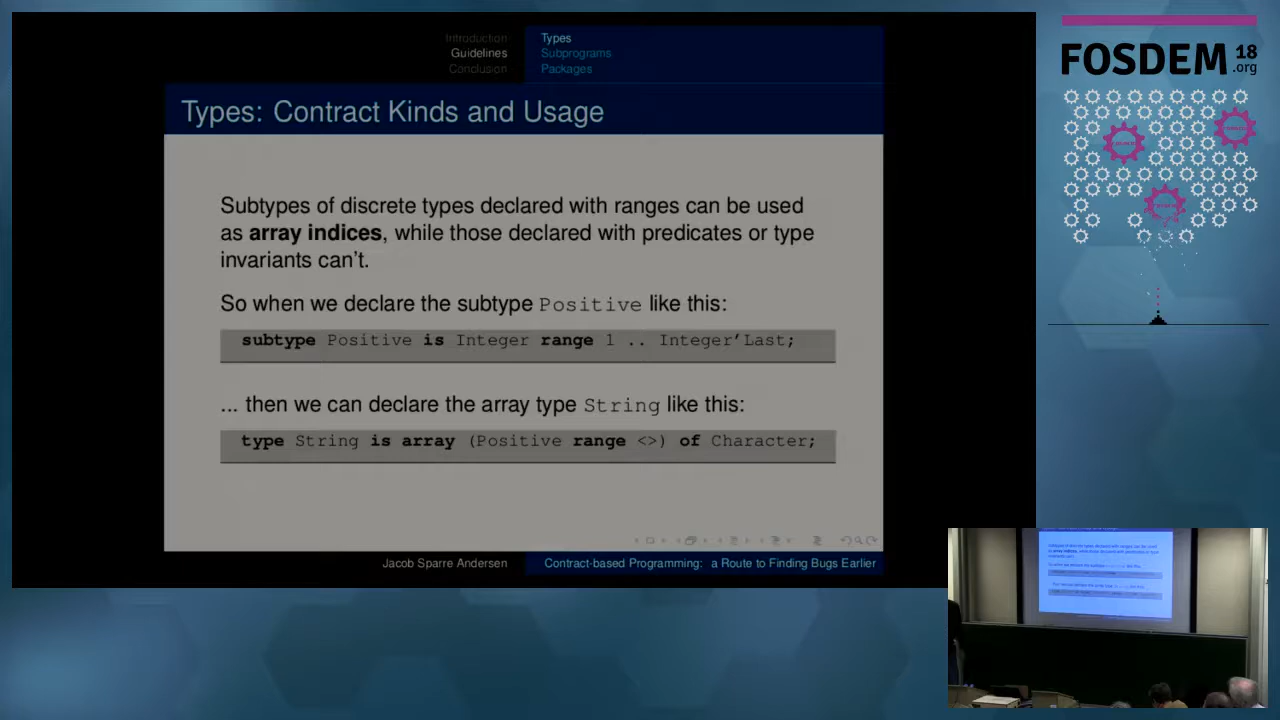 Introduction
Guidelines
Conclusion
Types
Subprograms
Packages
Types: Contract Kinds and Usage
Subtypes of discrete types declared with ranges can be used
as array indices, while those declared with predicates or type
invariants can't.
So when we declare the subtype Positive like this:
subtype Positive is Integer range 1 .. Integer'Last;
... then we can declare the array type String like this:
type String is array (Positive range <>) of Character;
Jacob Sparre Andersen
Contract-based Programming: a Route to Finding Bugs Earlier
FOSDEM 18
.org